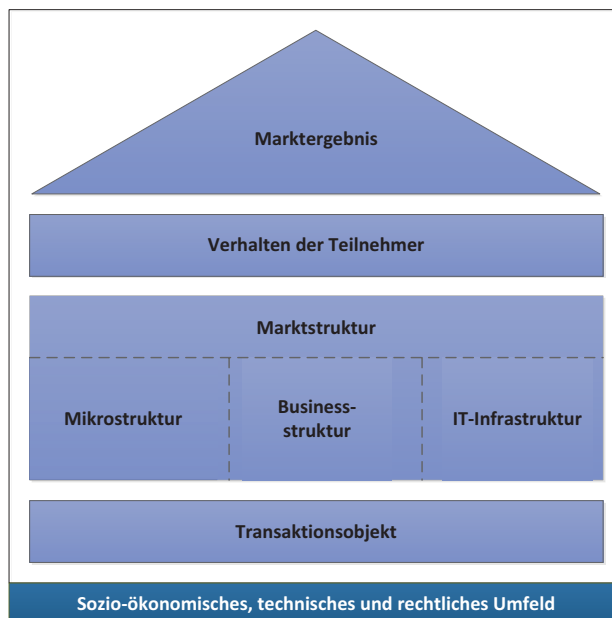 Marktergebnis
Verhalten der Teilnehmer
Marktstruktur
Mikrostruktur
Business-
struktur
IT-Infrastruktur
Transaktionsobjekt
Sozio-ökonomisches, technisches und rechtliches Umfeld